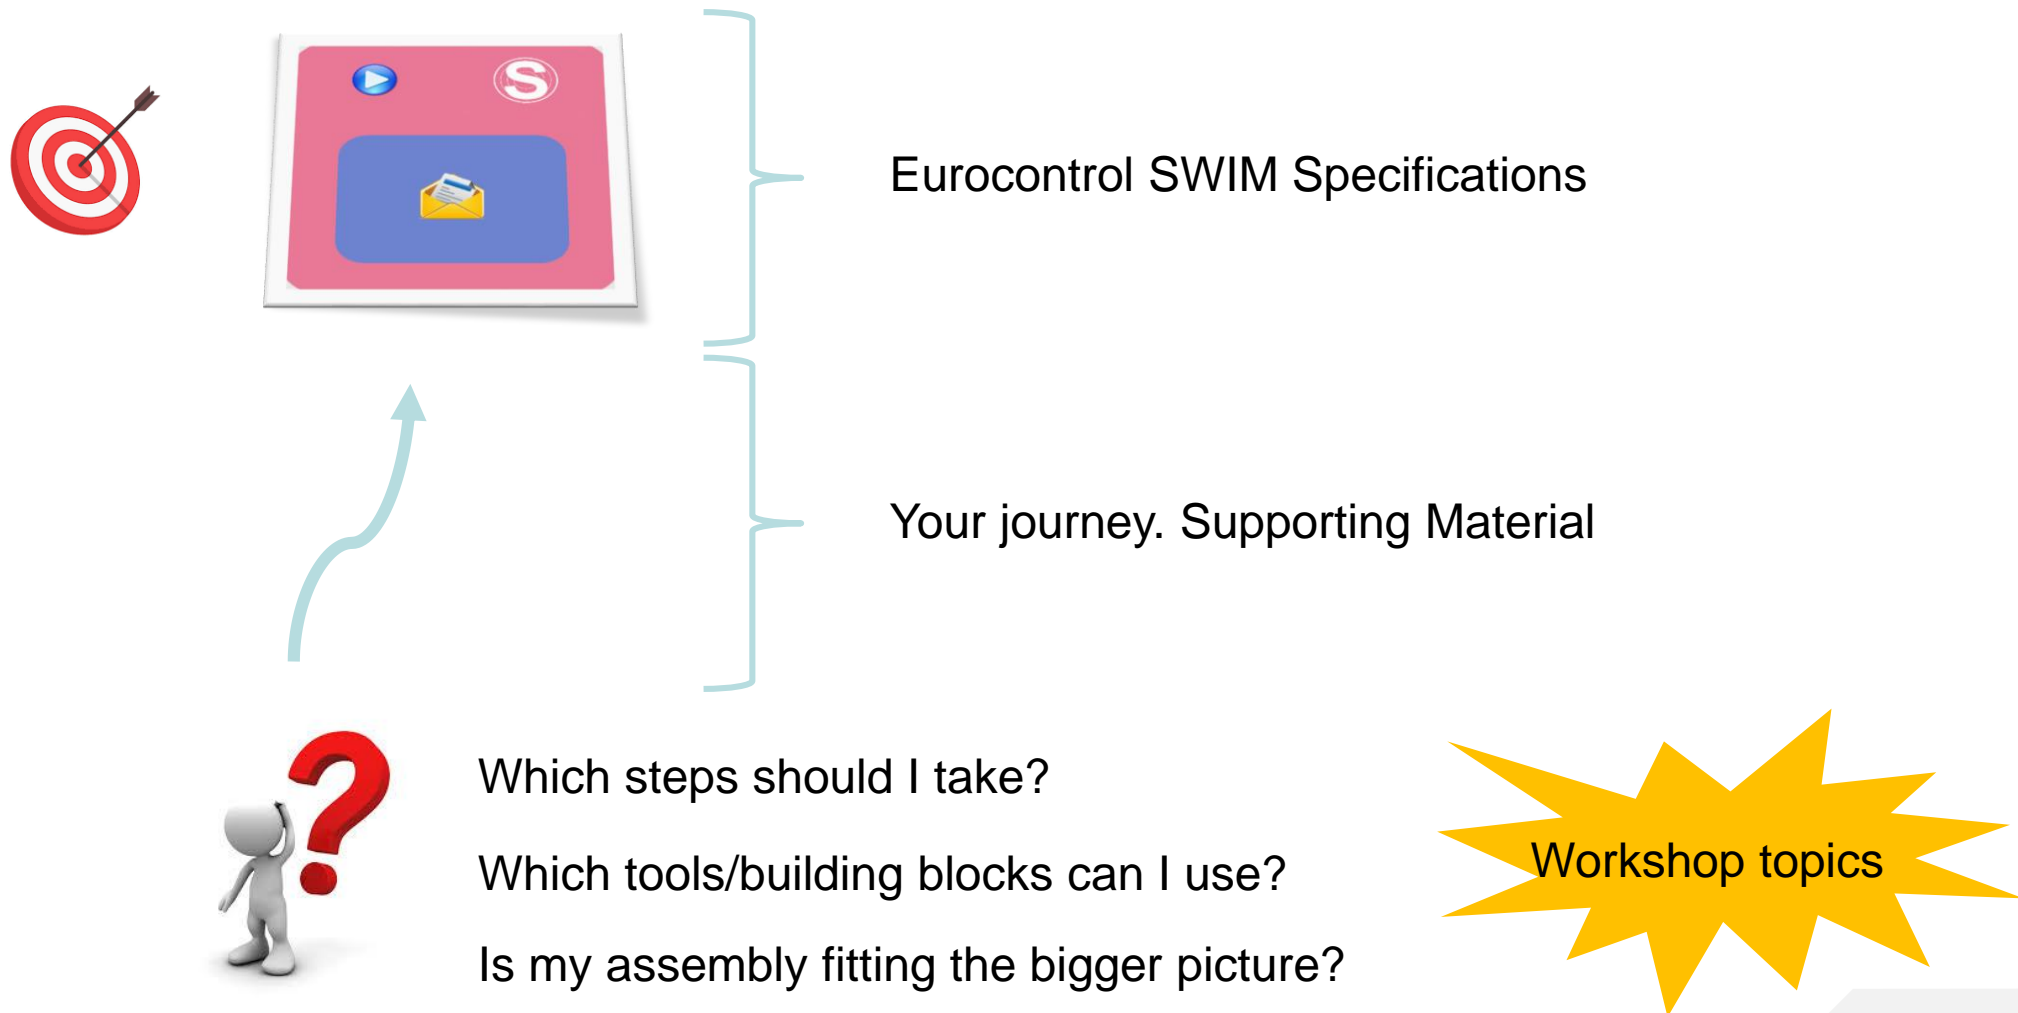 S
Eurocontrol SWIM Specifications
Your journey. Supporting Material
Which steps should I take?
Which tools/building blocks can I use?
Is my assembly fitting the bigger picture?
Workshop topics